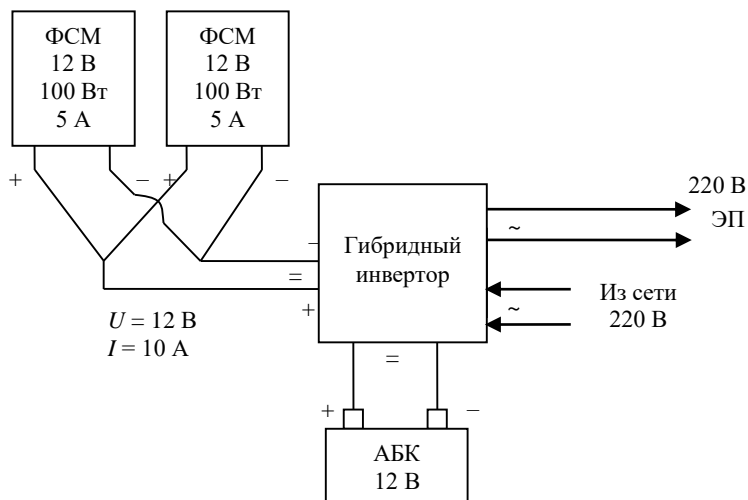 ФСМ
12 В
100 Вт
5 А
ФСМ
12 В
100 Вт
5 А
+
–
+
–
220 В
ЭП
~
–
=
+
Гибридный
инвертор
Из сети
220 В
~
U = 12 В
I = 10 А
=
+
–
АБК
12 В